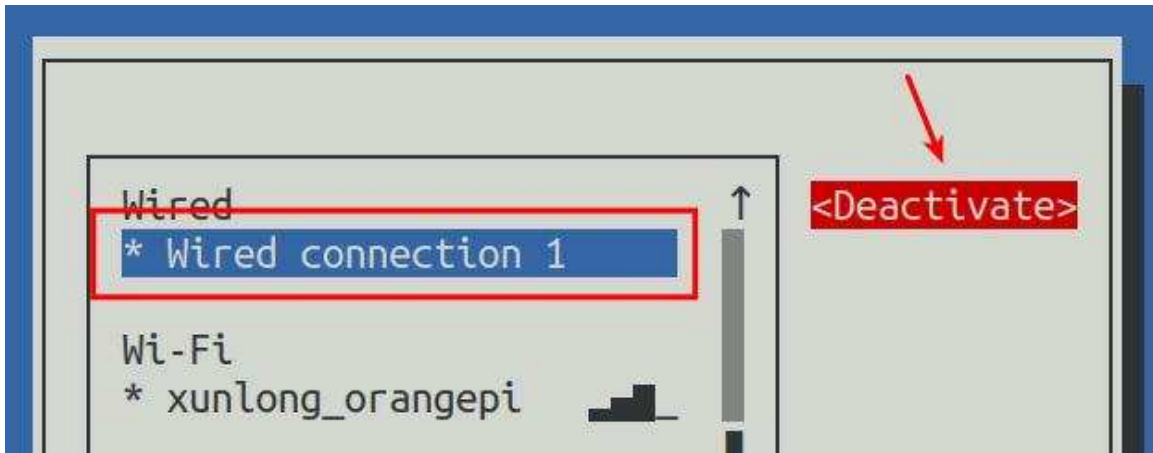 Wired
<Deactivate>
* Wired connection 1
Wi-Fi
* xunlong_orangepi